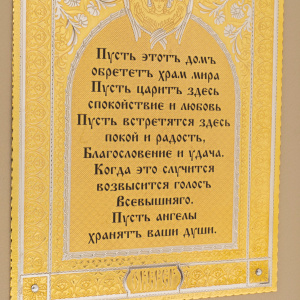 Пусть этотъ домъ
обрететъ храм мира
Пусть царитъ здесь
спокойствие и любовь
Пусть встретятся здесь
покой и радость,
Благословение и удача.
Когда это случится
возвысится голосъ
Всевышняго.
Пусть ангелы
хранятъ ваши души.